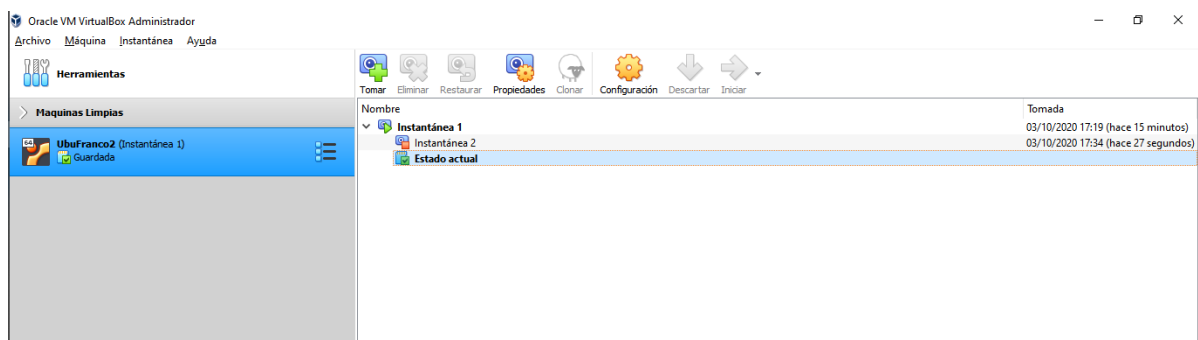 Oracle VM VirtualBox Administrador
Archivo Máquina Instantánea Ayuda
Herramientas
Tomar Eliminar Restaurar Propiedades Clonar Configuración Descartar Iniciar
Maquinas Limpias
Nombre Tomada
Instantánea 1 03/10/2020 17:19 (hace 15 minutos)
64 UbuFranco2 (Instantánea 1)
Guardada
Instantánea 2 03/10/2020 17:34 (hace 27 segundos)
Estado actual